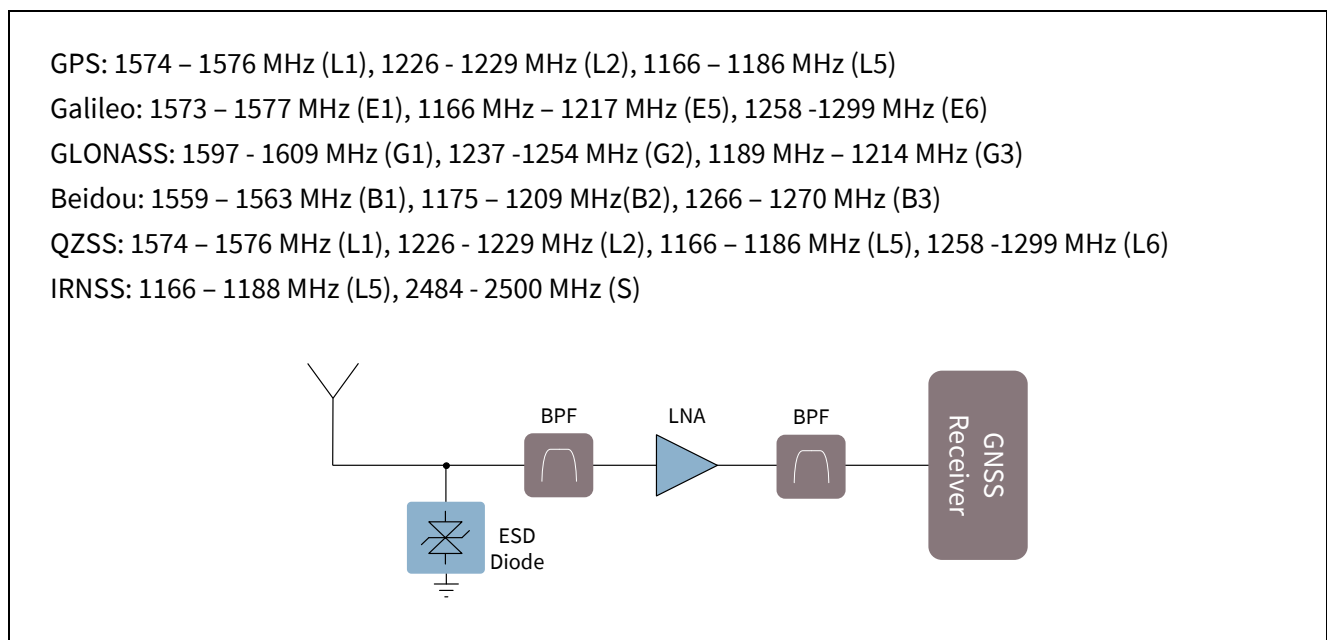 GPS: 1574 – 1576 MHz (L1), 1226 - 1229 MHz (L2), 1166 – 1186 MHz (L5)
Galileo: 1573 – 1577 MHz (E1), 1166 MHz – 1217 MHz (E5), 1258 -1299 MHz (E6)
GLONASS: 1597 - 1609 MHz (G1), 1237 -1254 MHz (G2), 1189 MHz – 1214 MHz (G3)
Beidou: 1559 – 1563 MHz (B1), 1175 – 1209 MHz(B2), 1266 – 1270 MHz (B3)
QZSS: 1574 – 1576 MHz (L1), 1226 - 1229 MHz (L2), 1166 – 1186 MHz (L5), 1258 -1299 MHz (L6)
IRNSS: 1166 – 1188 MHz (L5), 2484 - 2500 MHz (S)
BPF
LNA
BPF
GNSS
Receiver
ESD
Diode